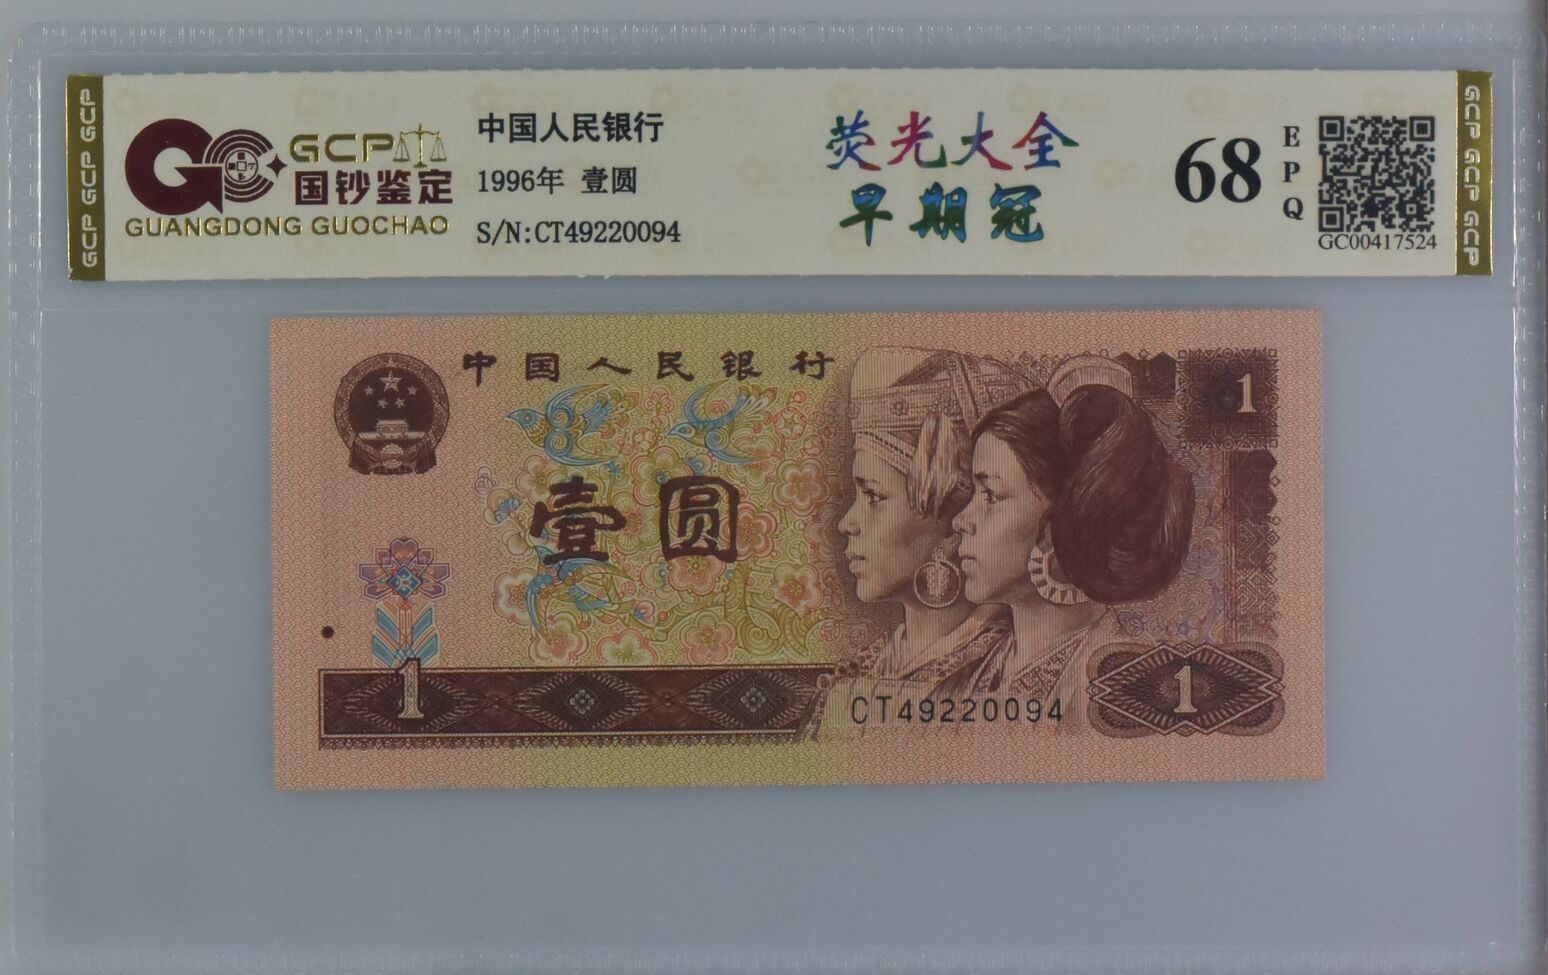 GCP GCP GCP
GCP
国钞鉴定
GUANGDONG GUOCHAO
中国人民银行
1996年 壹圆
S/N:CT49220094
荧光大全
早期冠
68
E
P
Q
GC00417524
GCP GCP GCP
中国人民银行
1
壹圆
1
CT49220094
1